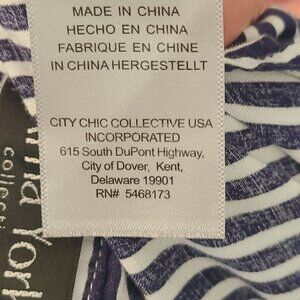 MADE IN CHINA
HECHO EN CHINA
FABRIQUE EN CHINE
IN CHINA HERGESTELLT
CITY CHIC COLLECTIVE USA
INCORPORATED
615 South DuPont Highway,
City of Dover, Kent,
Delaware 19901
RN# 5468173